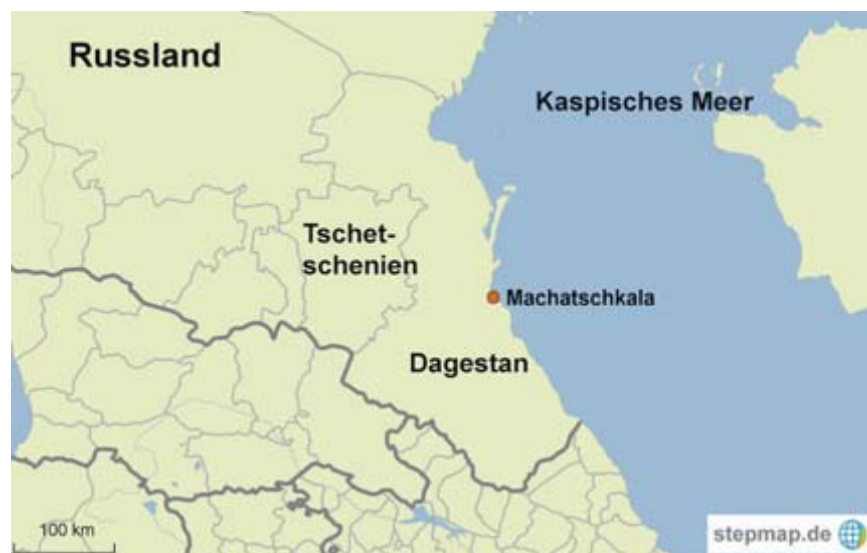 Russland
Kaspisches Meer
Tschet-
schenien
Machatschkala
Dagestan
100 km
stepmap.de